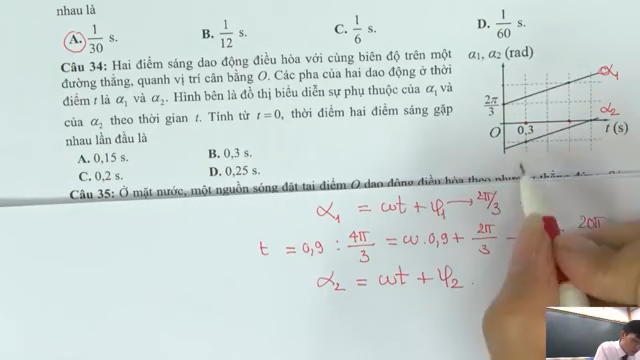 nhau là
A. 1/30 s. B. 1/12 s. C. 1/6 s. D. 1/60 s.
Câu 34: Hai điểm sáng dao động điều hòa với cùng biên độ trên một
đường thẳng, quanh vị trí cân bằng O. Các pha của hai dao động ở thời
điểm t là α₁ và α₂. Hình bên là đồ thị biểu diễn sự phụ thuộc của α₁ và
của α₂ theo thời gian t. Tính từ t = 0, thời điểm hai điểm sáng gặp
nhau lần đầu là
A. 0,15 s. B. 0,3 s.
C. 0,2 s. D. 0,25 s.
α₁, α₂ (rad)
α₁
2π/3
α₂
O 0,3 t (s)
Câu 35: Ở mặt nước, một nguồn sóng đặt tại điểm O dao động điều hòa theo
α₁ = ωt + φ₁ → 2π/3
t = 0,9 : 4π/3 = ω.0,9 + 2π/3 20π
α₂ = ωt + φ₂.